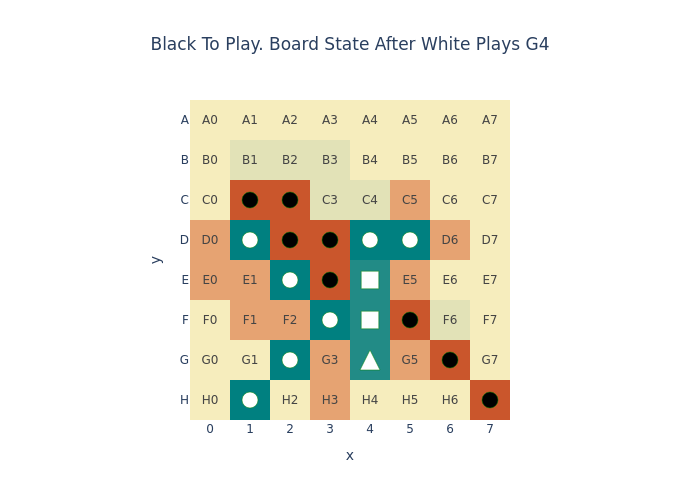 Black To Play. Board State After White Plays G4
A A0 A1 A2 A3 A4 A5 A6 A7
B B0 B1 B2 B3 B4 B5 B6 B7
C C0 C3 C4 C5 C6 C7
D D0 D6 D7
E E0 E1 E5 E6 E7
F F0 F1 F2 F6 F7
G G0 G1 G3 G5 G7
H H0 H2 H3 H4 H5 H6
0 1 2 3 4 5 6 7
x
y